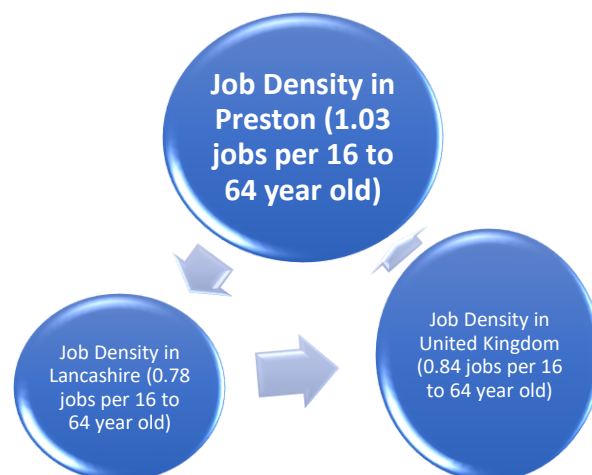 Job Density in
Preston (1.03
jobs per 16 to
64 year old)
Job Density in
Lancashire (0.78
jobs per 16 to
64 year old)
Job Density in
United Kingdom
(0.84 jobs per 16
to 64 year old)